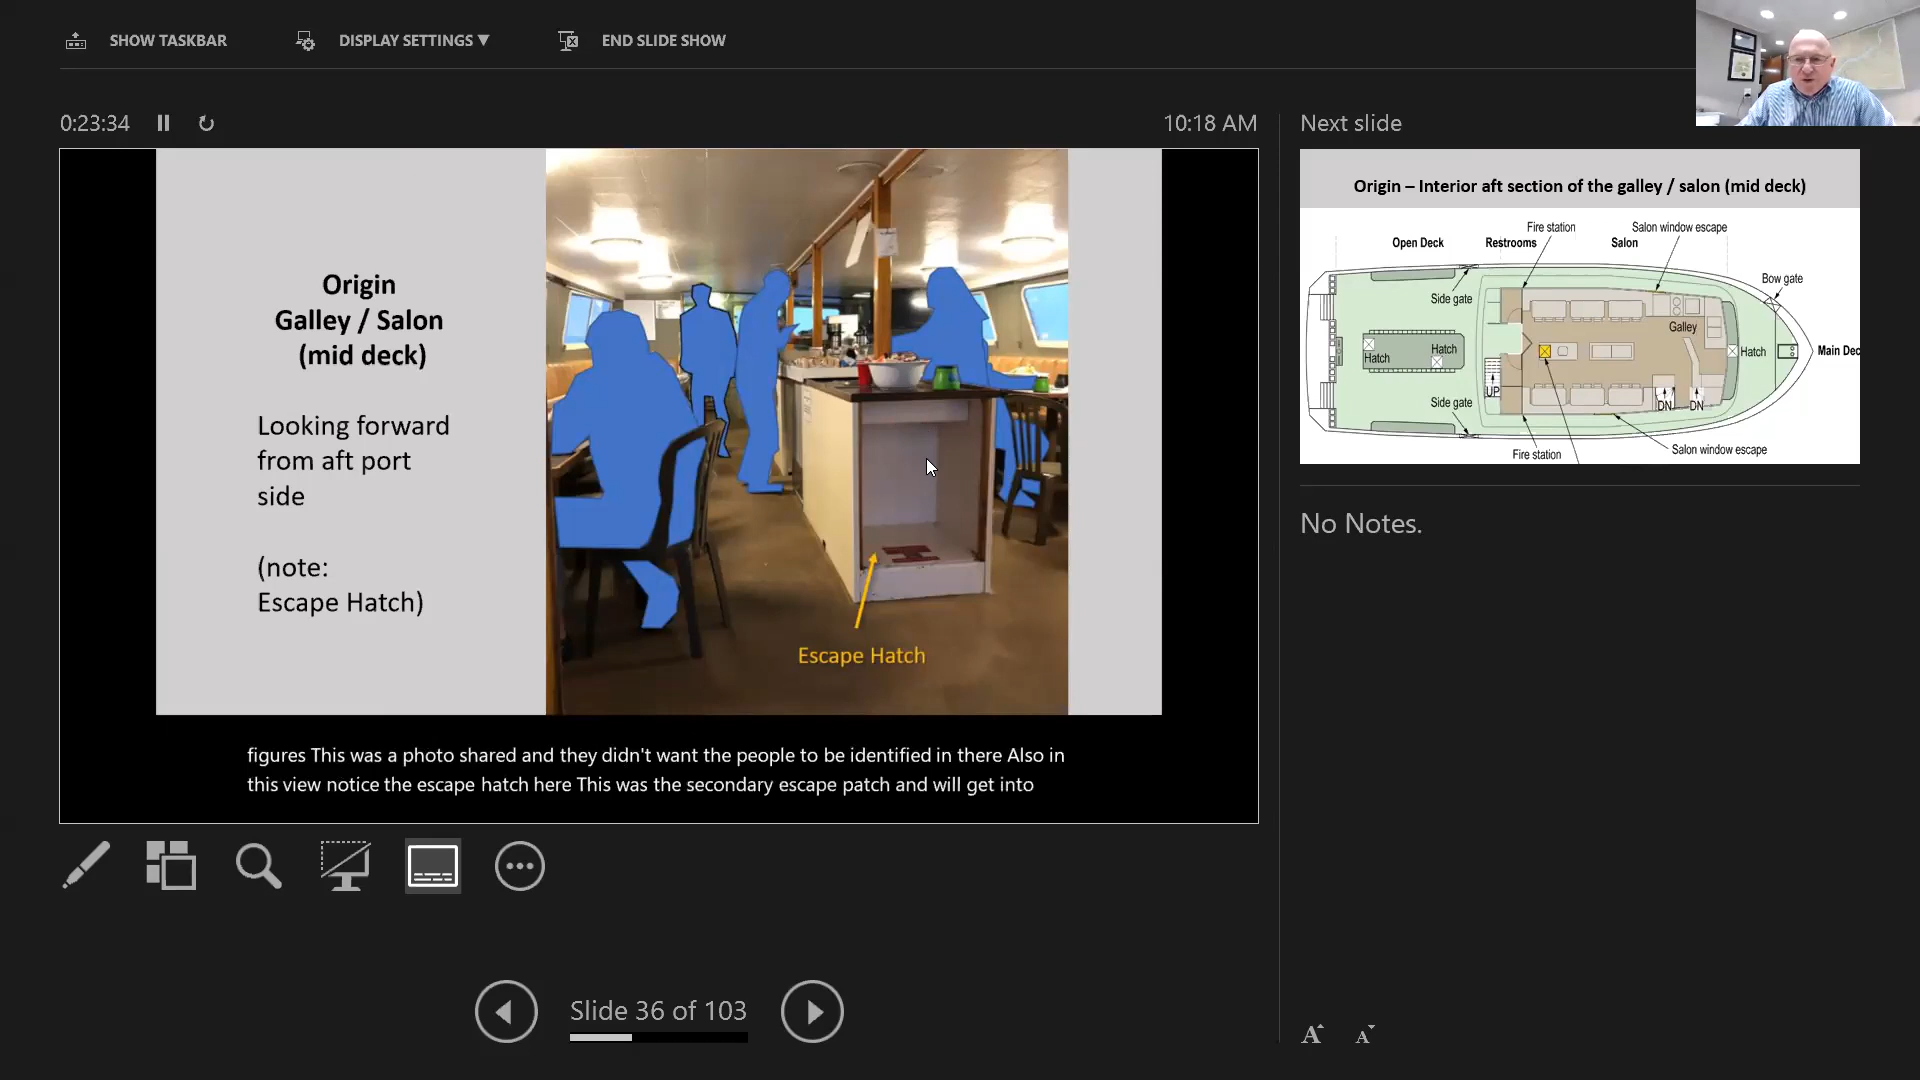 SHOW TASKBAR
DISPLAY SETTINGS ▼
END SLIDE SHOW
0:23:34
10:18 AM
Origin
Galley / Salon
(mid deck)
Looking forward
from aft port
side
(note:
Escape Hatch)
Escape Hatch
figures This was a photo shared and they didn't want the people to be identified in there Also in
this view notice the escape hatch here This was the secondary escape patch and will get into
Slide 36 of 103
Next slide
Origin – Interior aft section of the galley / salon (mid deck)
Fire station
Salon window escape
Open Deck
Restrooms
Salon
Bow gate
Side gate
Galley
Hatch
Hatch
Hatch
Main Dec
UP
DN
DN
Side gate
Fire station
Salon window escape
No Notes.
A
A